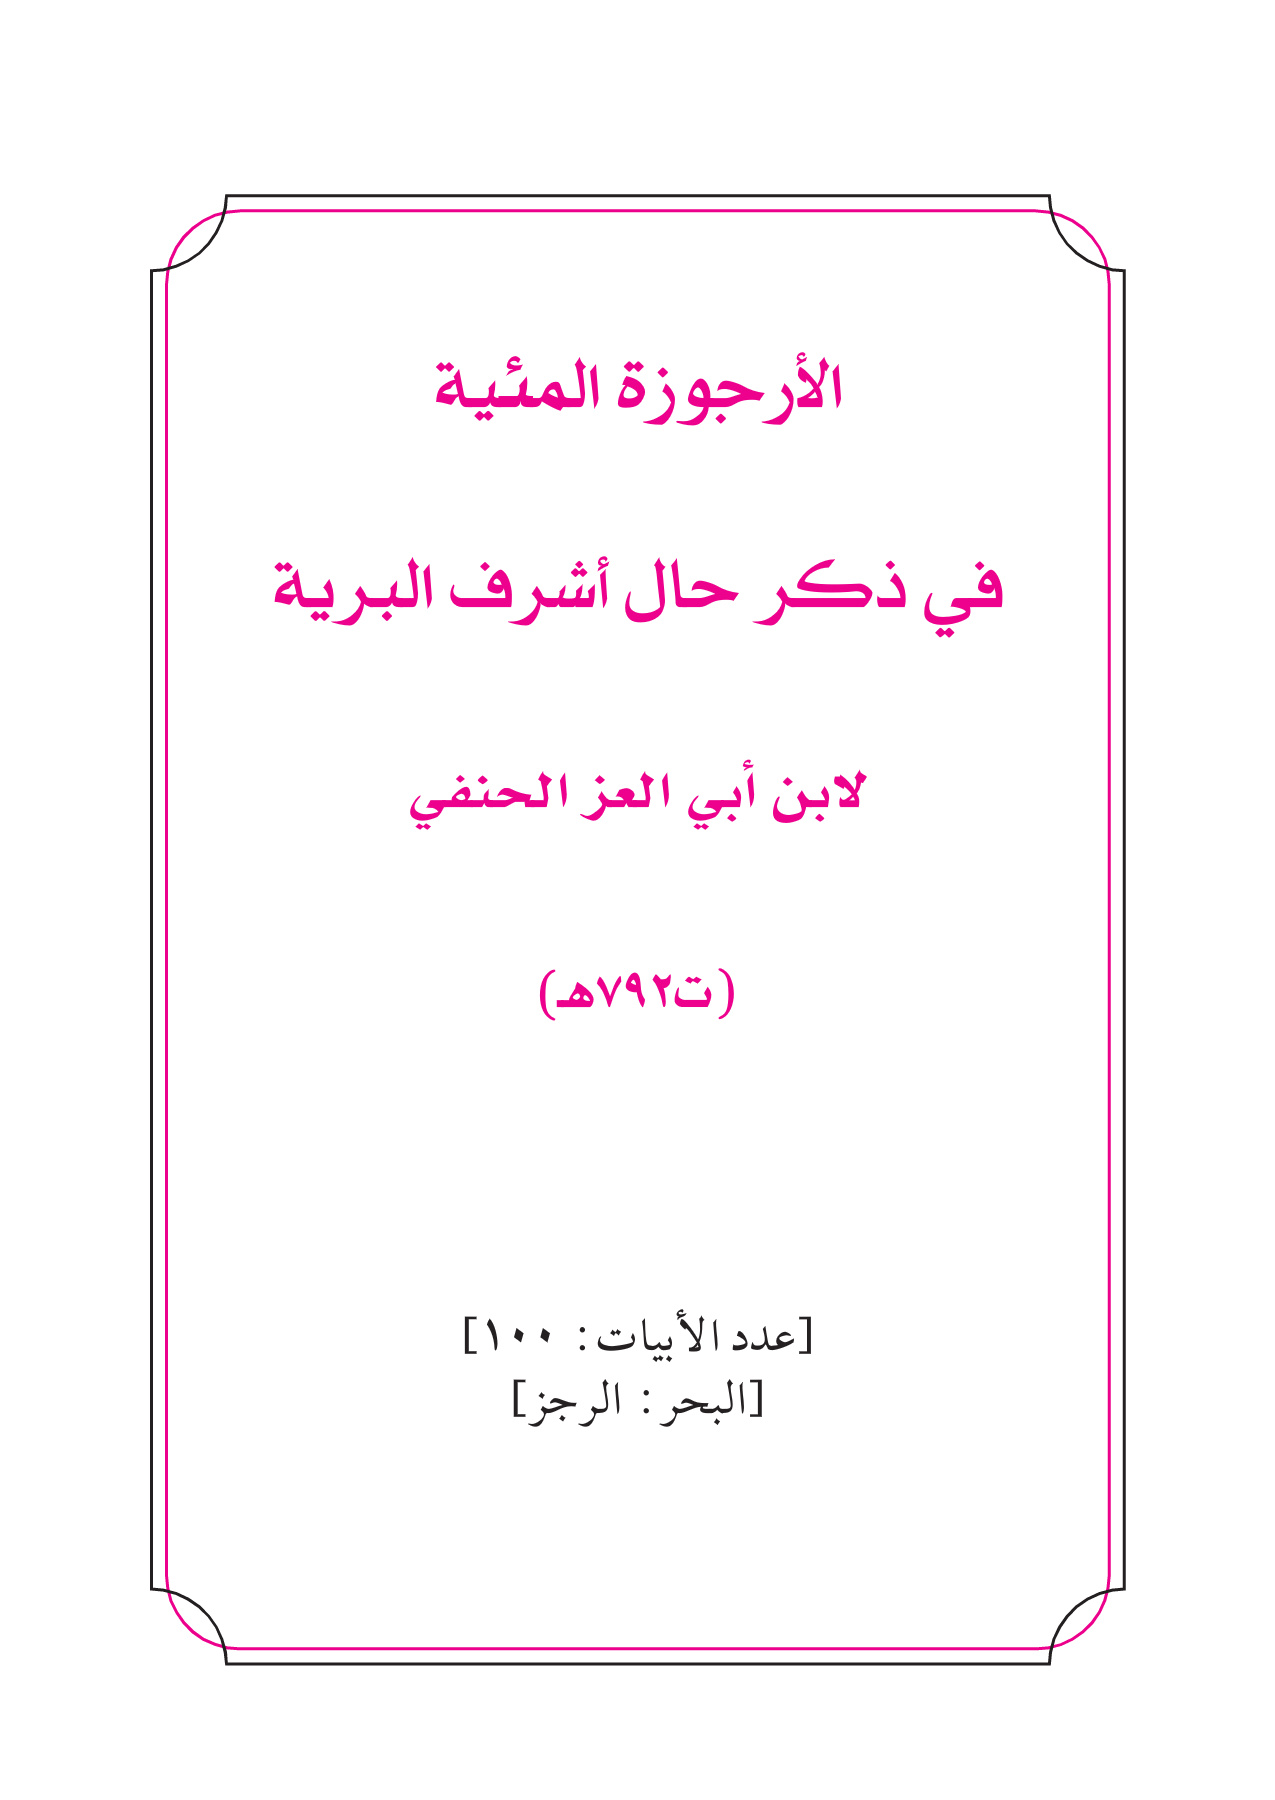 الأرجوزة المئية
في ذكر حال أشرف البرية
لابن أبي العز الحنفي
(ت٧٩٢هـ)
[عدد الأبيات: ١٠٠]
[البحر: الرجز]